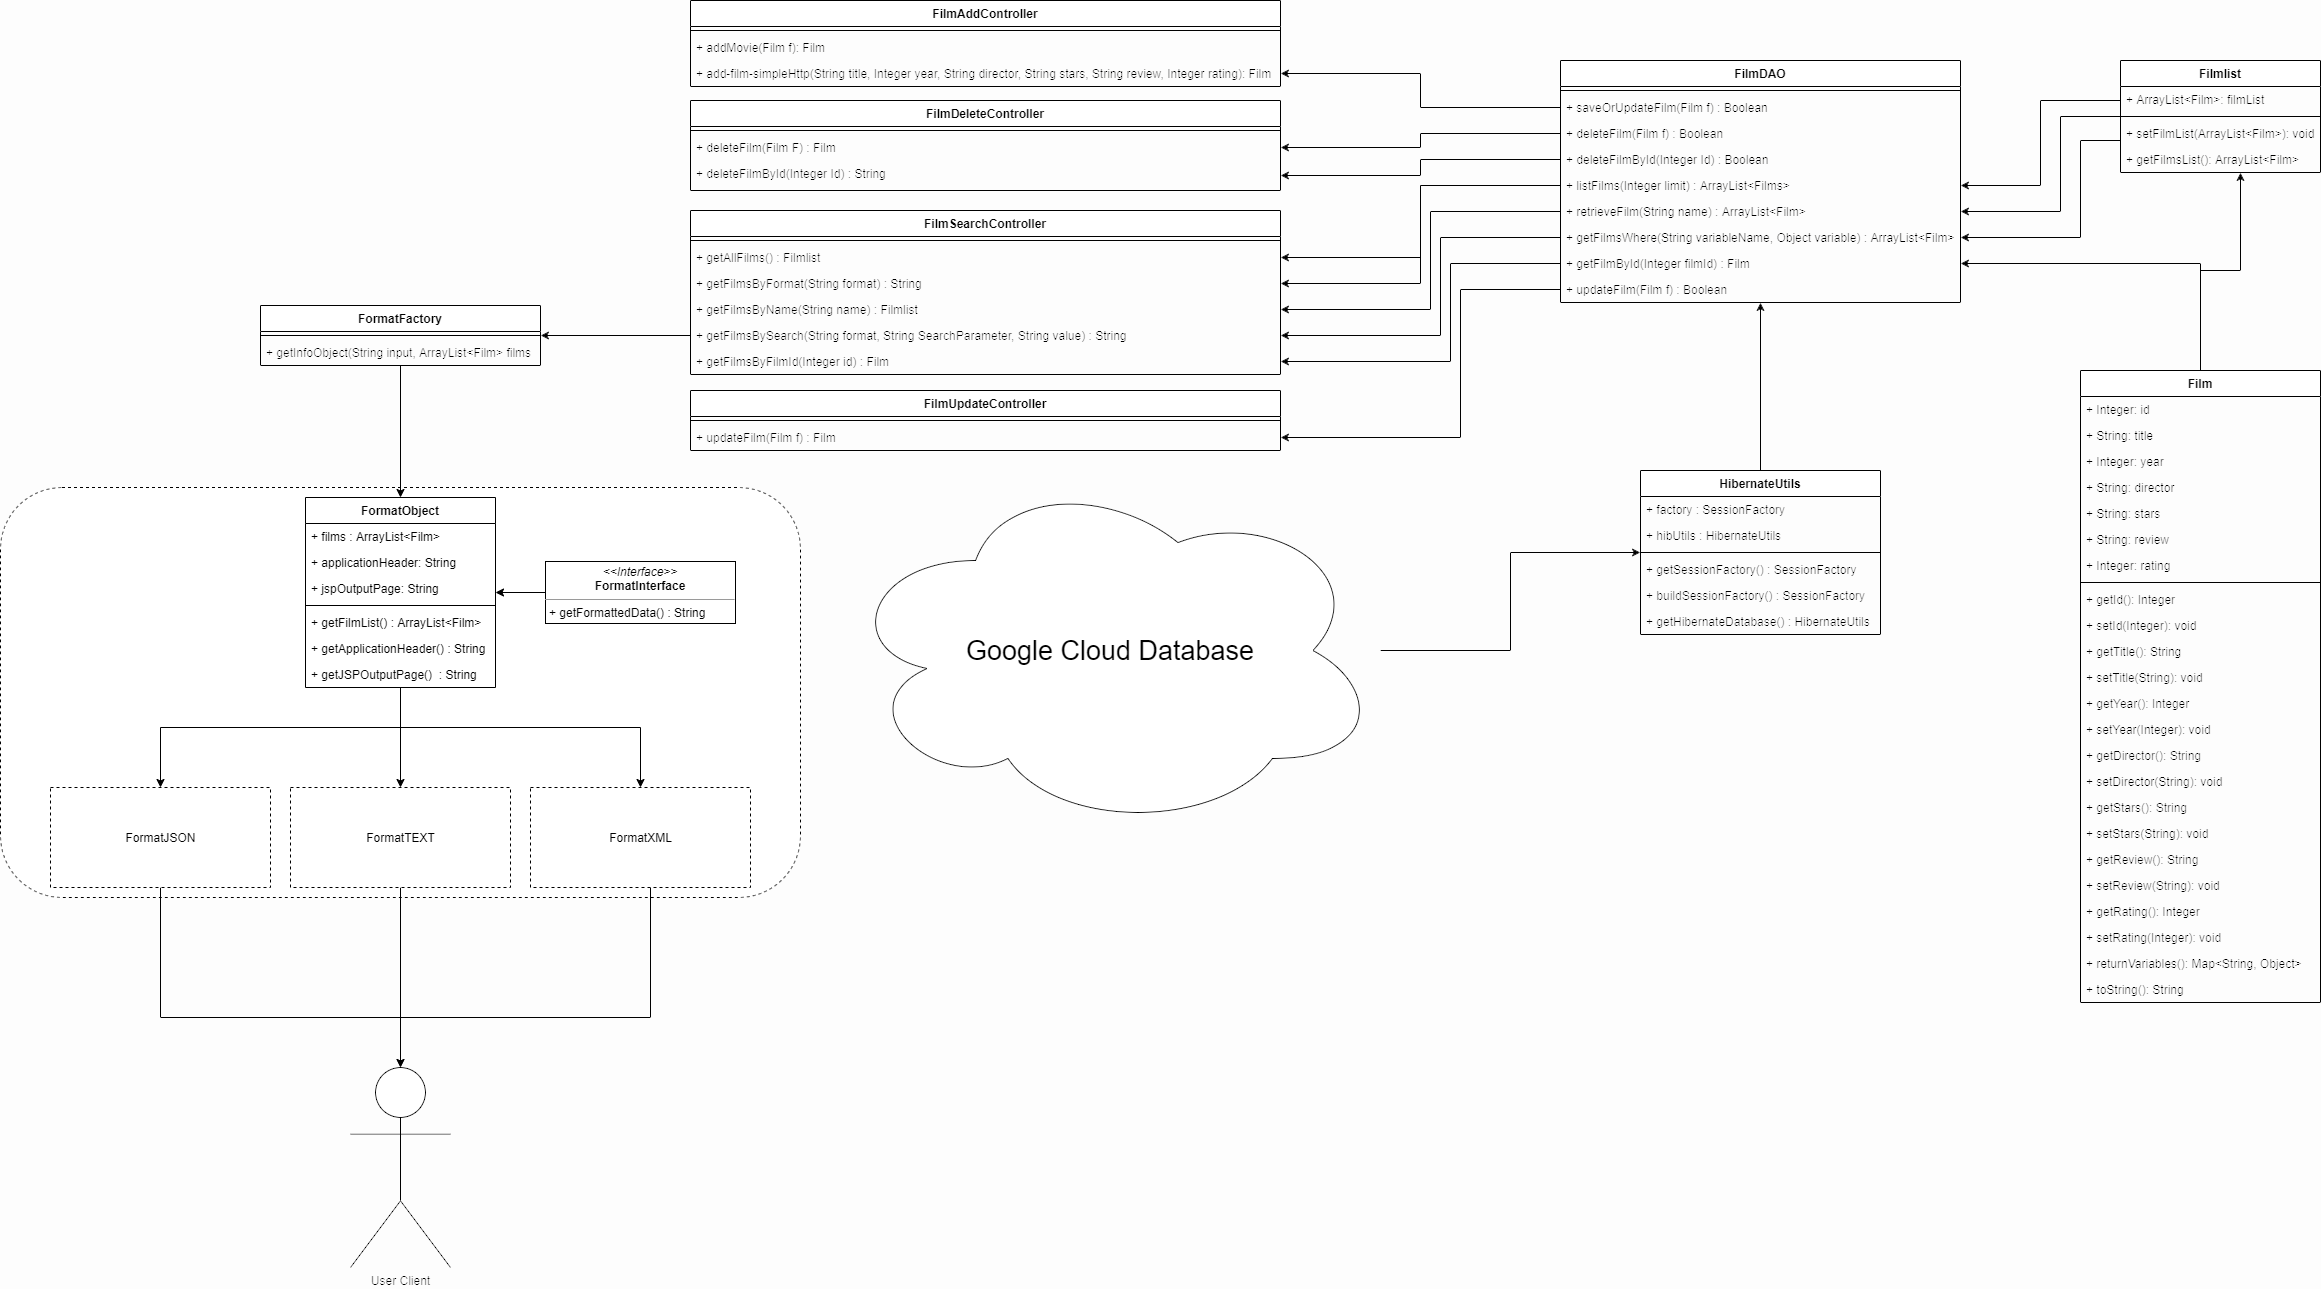 FilmAddController
+ addMovie(Film f): Film
+ add-film-simpleHttp(String title, Integer year, String director, String stars, String review, Integer rating): Film
FilmDeleteController
+ deleteFilm(Film F) : Film
+ deleteFilmById(Integer Id) : String
FilmSearchController
+ getAllFilms() : Filmlist
+ getFilmsByFormat(String format) : String
+ getFilmsByName(String name) : Filmlist
+ getFilmsBySearch(String format, String SearchParameter, String value) : String
+ getFilmsByFilmId(Integer id) : Film
FilmUpdateController
+ updateFilm(Film f) : Film
FilmDAO
+ saveOrUpdateFilm(Film f) : Boolean
+ deleteFilm(Film f) : Boolean
+ deleteFilmById(Integer Id) : Boolean
+ listFilms(Integer limit) : ArrayList<Films>
+ retrieveFilm(String name) : ArrayList<Film>
+ getFilmsWhere(String variableName, Object variable) : ArrayList<Film>
+ getFilmById(Integer filmId) : Film
+ updateFilm(Film f) : Boolean
Filmlist
+ ArrayList<Film>: filmList
+ setFilmList(ArrayList<Film>): void
+ getFilmsList(): ArrayList<Film>
FormatFactory
+ getInfoObject(String input, ArrayList<Film> films
Film
+ Integer: id
+ String: title
+ Integer: year
+ String: director
+ String: stars
+ String: review
+ Integer: rating
+ getId(): Integer
+ setId(Integer): void
+ getTitle(): String
+ setTitle(String): void
+ getYear(): Integer
+ setYear(Integer): void
+ getDirector(): String
+ setDirector(String): void
+ getStars(): String
+ setStars(String): void
+ getReview(): String
+ setReview(String): void
+ getRating(): Integer
+ setRating(Integer): void
+ returnVariables(): Map<String, Object>
+ toString(): String
HibernateUtils
+ factory : SessionFactory
+ hibUtils : HibernateUtils
+ getSessionFactory() : SessionFactory
+ buildSessionFactory() : SessionFactory
+ getHibernateDatabase() : HibernateUtils
Google Cloud Database
FormatObject
+ films : ArrayList<Film>
+ applicationHeader: String
+ jspOutputPage: String
+ getFilmList() : ArrayList<Film>
+ getApplicationHeader() : String
+ getJSPOutputPage() : String
<<Interface>>
FormatInterface
+ getFormattedData() : String
FormatJSON
FormatTEXT
FormatXML
User Client